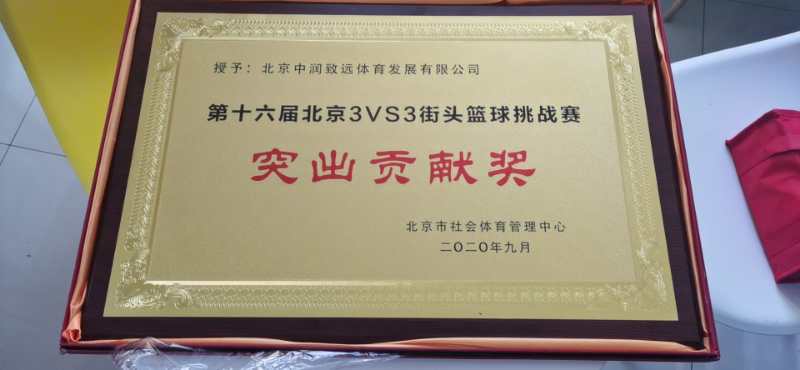 授予：北京中润致远体育发展有限公司
第十六届北京3VS3街头篮球挑战赛
突出贡献奖
北京市社会体育管理中心
二〇二〇年九月